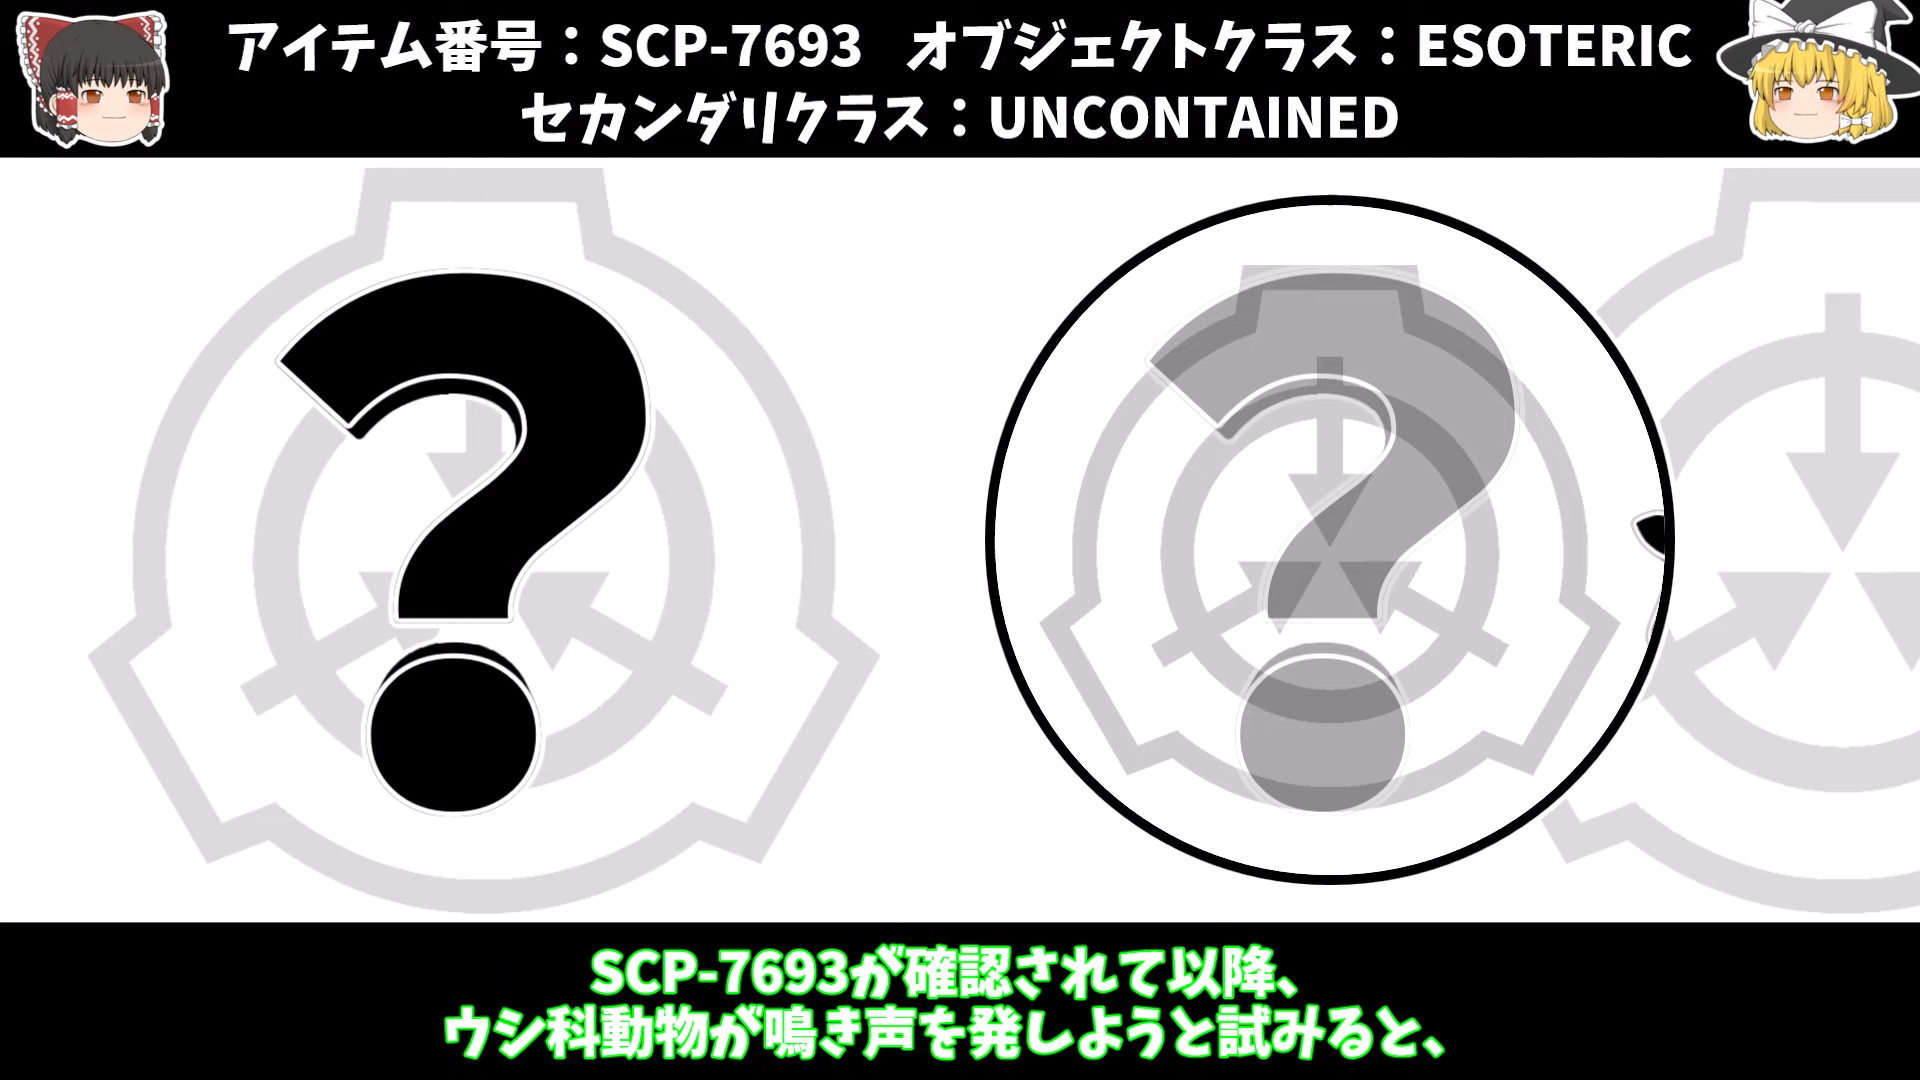 アイテム番号：SCP-7693　オブジェクトクラス：ESOTERIC
セカンダリクラス：UNCONTAINED
?
?
SCP-7693が確認されて以降、
ウシ科動物が鳴き声を発しようと試みると、